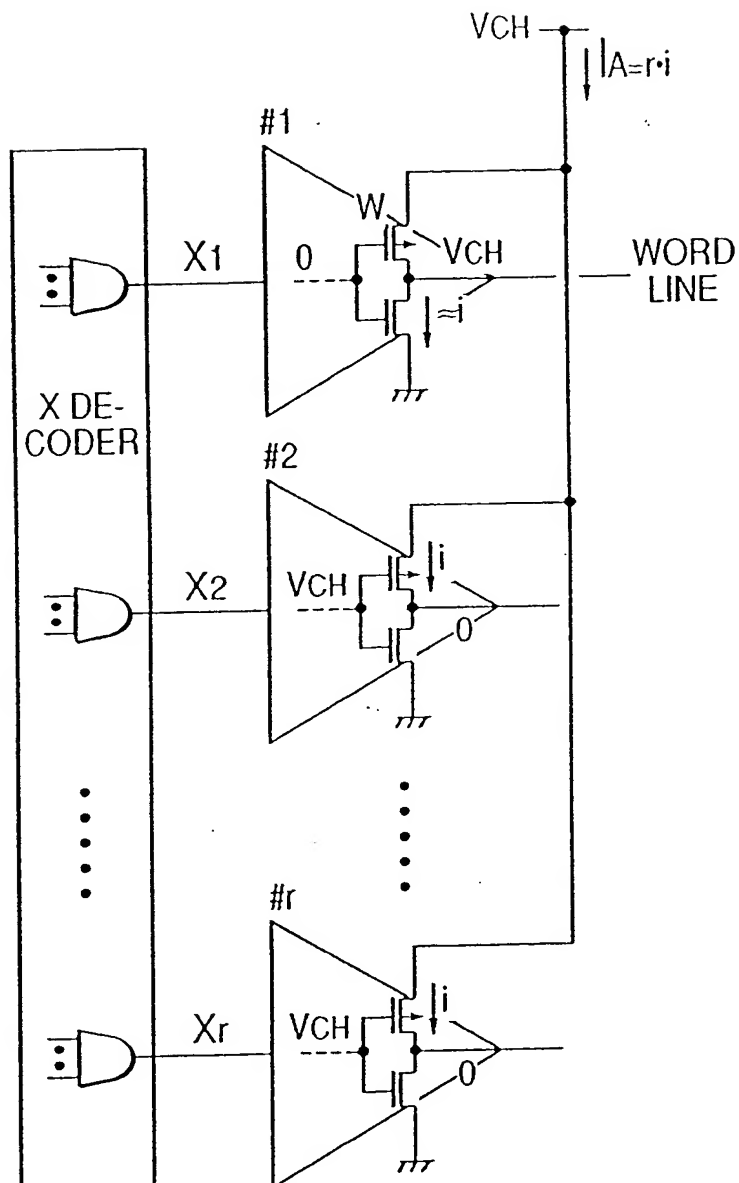 VCH
IA=r·i
#1
W
X1
0
VCH
WORD
LINE
≈i
X DE-
CODER
#2
i
X2
VCH
0
#r
i
Xr
VCH
0